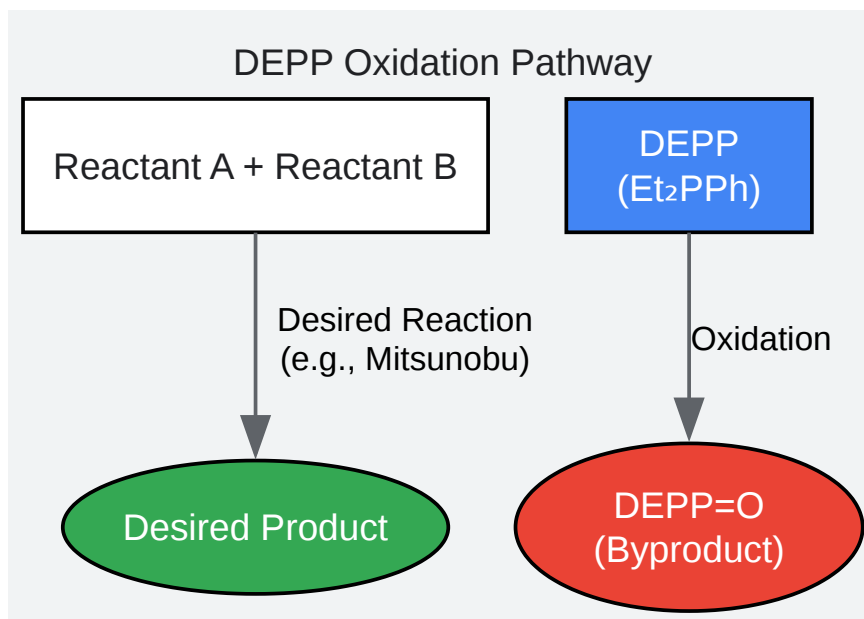 DEPP Oxidation Pathway
Reactant A + Reactant B
DEPP
(Et₂PPh)
Desired Reaction
(e.g., Mitsunobu)
Oxidation
Desired Product
DEPP=O
(Byproduct)